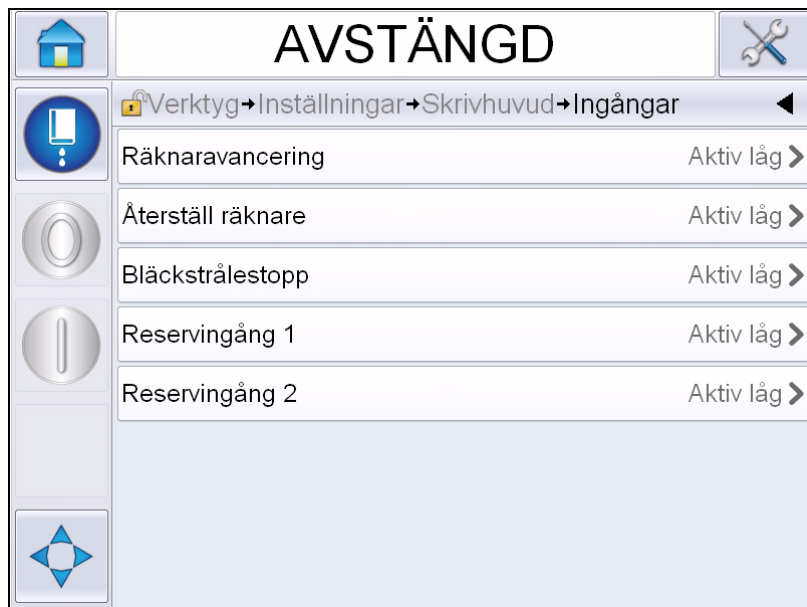 AVSTÄNGD
Verktyg→Inställningar→Skrivhuvud→Ingångar
Räknaravancering Aktiv låg
Återställ räknare Aktiv låg
Bläckstrålestopp Aktiv låg
Reservingång 1 Aktiv låg
Reservingång 2 Aktiv låg